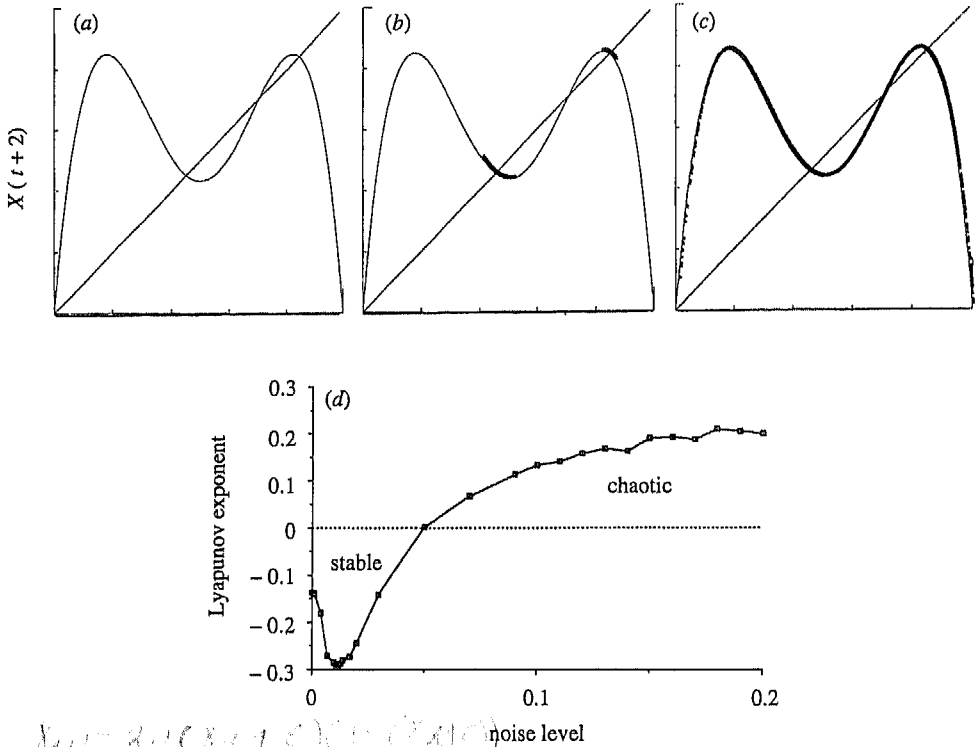 (a)
(b)
(c)
X ( t + 2 )
(d)
0.3
0.2
0.1
0
− 0.1
− 0.2
− 0.3
Lyapunov exponent
chaotic
stable
0
0.1
0.2
noise level